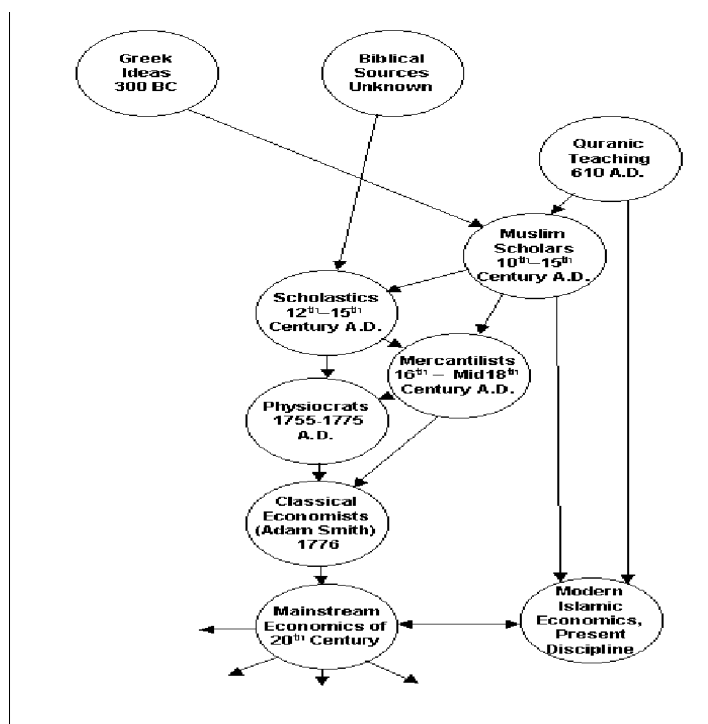 Greek
Ideas
300 BC
Biblical
Sources
Unknown
Quranic
Teaching
610 A.D.
Muslim
Scholars
10th–15th
Century A.D.
Scholastics
12th–15th
Century A.D.
Mercantilists
16th – Mid18th
Century A.D.
Physiocrats
1755-1775
A.D.
Classical
Economists
(Adam Smith)
1776
Mainstream
Economics of
20th Century
Modern
Islamic
Economics,
Present
Discipline